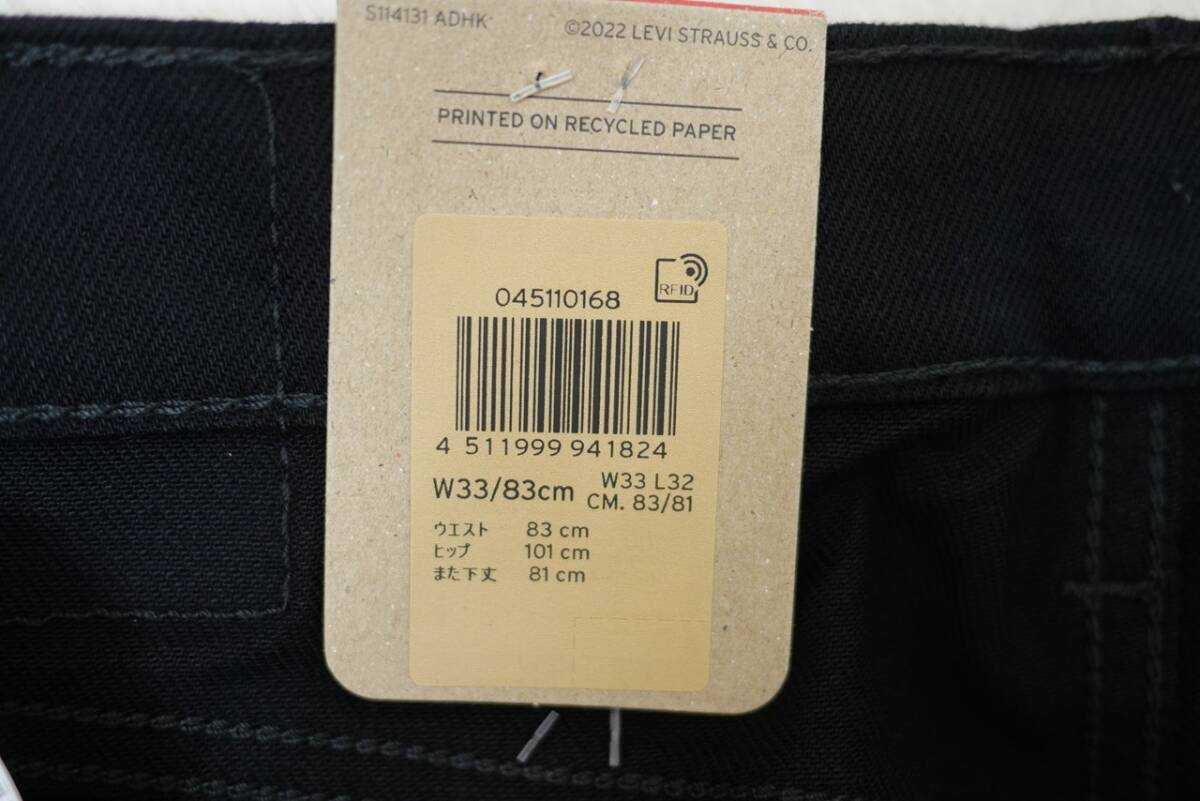 S114131 ADHK
©2022 LEVI STRAUSS & CO.
PRINTED ON RECYCLED PAPER
RFID
045110168
4 511999 941824
W33/83cm
W33 L32
CM. 83/81
ウエスト 83 cm
ヒップ 101 cm
また下丈 81 cm